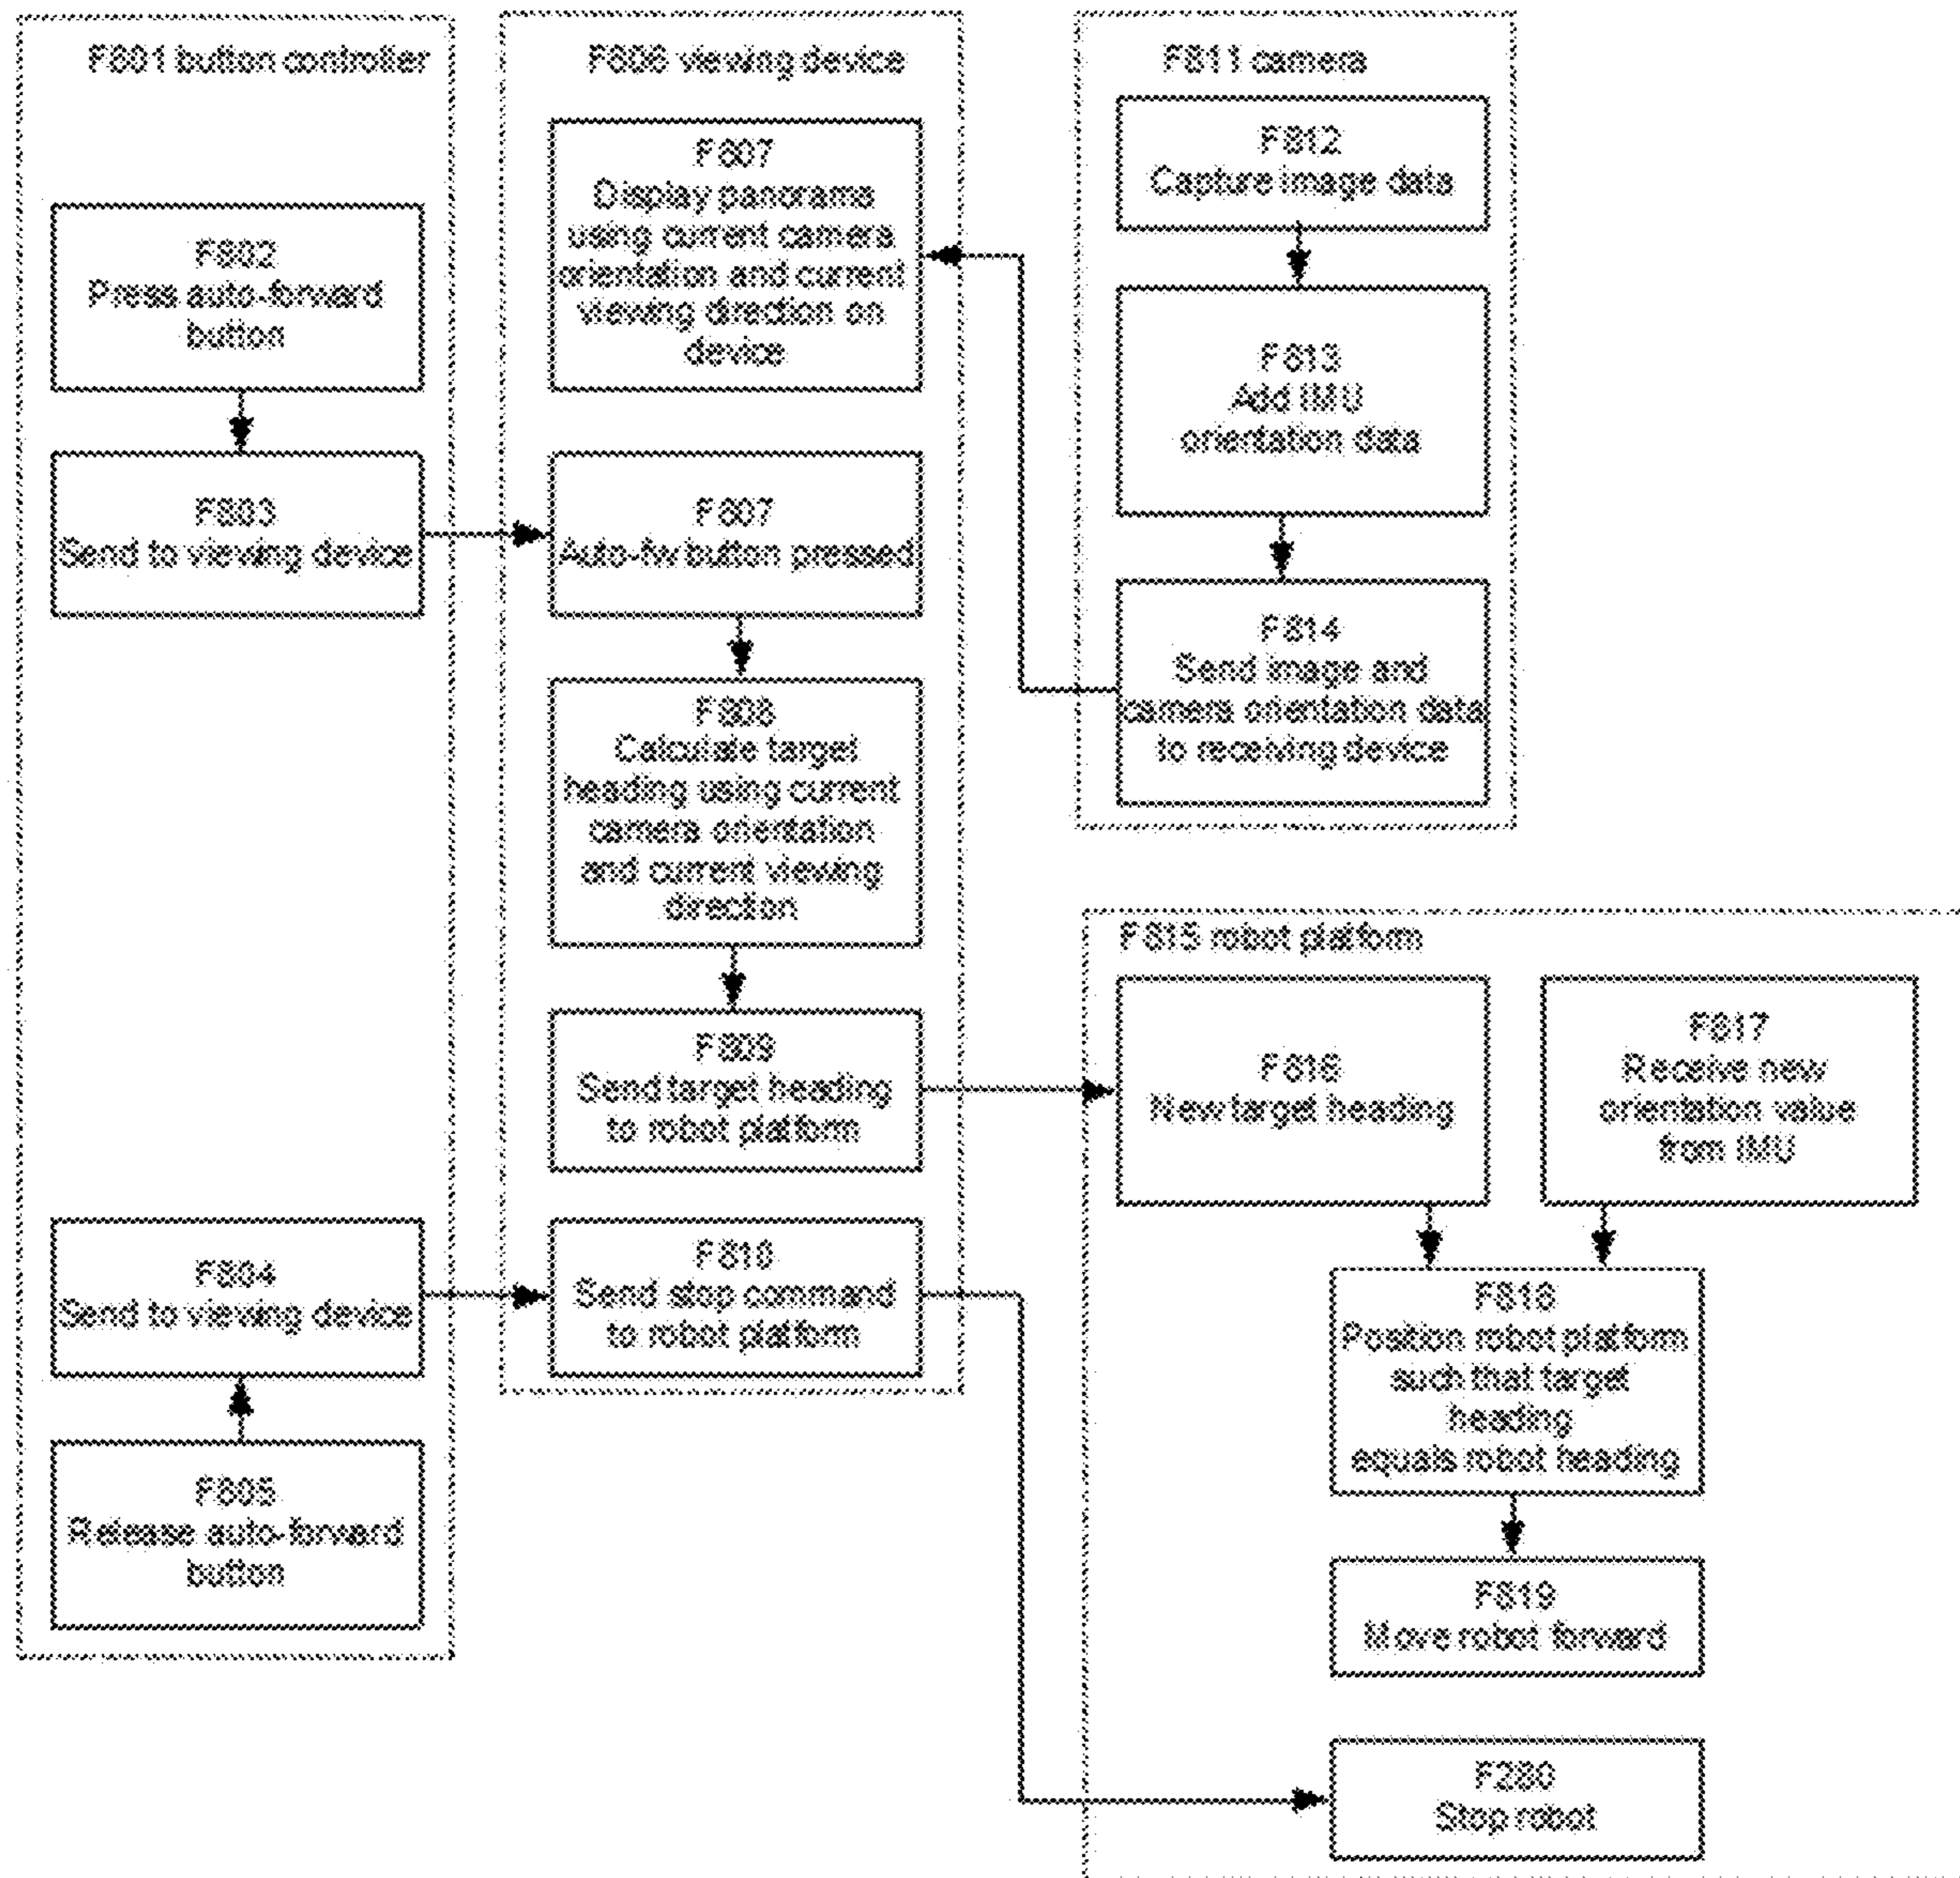 F801 button controller
F802
Press auto-forward
button
F803
Send to viewing device
F804
Send to viewing device
F805
Release auto-forward
button
F806 viewing device
F807
Display panorama
using current camera
orientation and current
viewing direction on
device
F807
Auto-fw button pressed
F808
Calculate target
heading using current
camera orientation
and current viewing
direction
F809
Send target heading
to robot platform
F810
Send stop command
to robot platform
F811 camera
F812
Capture image data
F813
Add IMU
orientation data
F814
Send image and
camera orientation data
to receiving device
F815 robot platform
F816
New target heading
F817
Receive new
orientation value
from IMU
F818
Position robot platform
such that target
heading
equals robot heading
F819
Move robot forward
F280
Stop robot